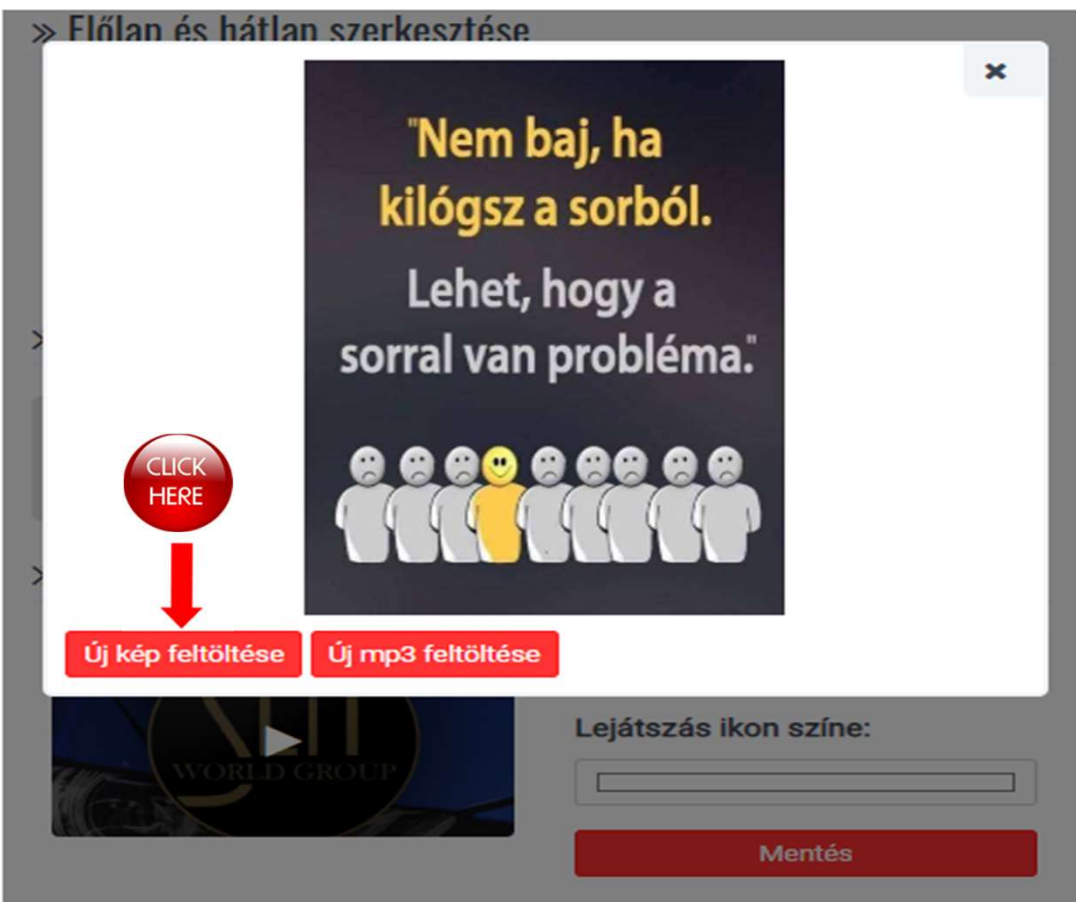 » Előlap és hátlap szerkesztése
"Nem baj, ha
kilógsz a sorból.
Lehet, hogy a
sorral van probléma."
CLICK
HERE
Új kép feltöltése
Új mp3 feltöltése
WORLD GROUP
Lejátszás ikon színe:
Mentés